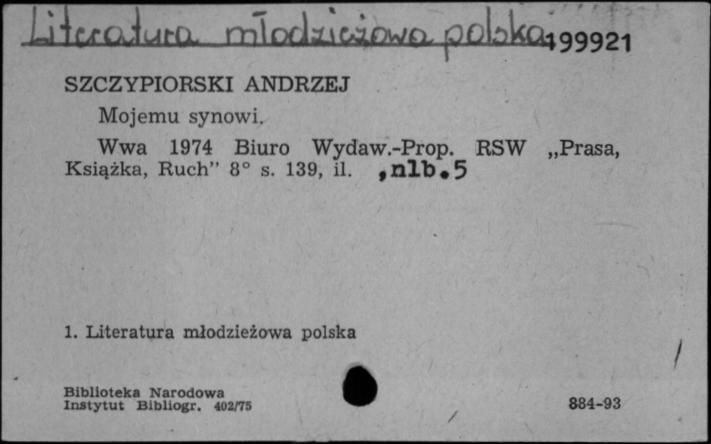 Literatura młodzieżowa polska
199921
SZCZYPIORSKI ANDRZEJ
Mojemu synowi.
Wwa 1974 Biuro Wydaw.-Prop. RSW „Prasa,
Książka, Ruch” 8° s. 139, il. ,nlb.5
1. Literatura młodzieżowa polska
Biblioteka Narodowa
Instytut Bibliogr. 402/75
884-93